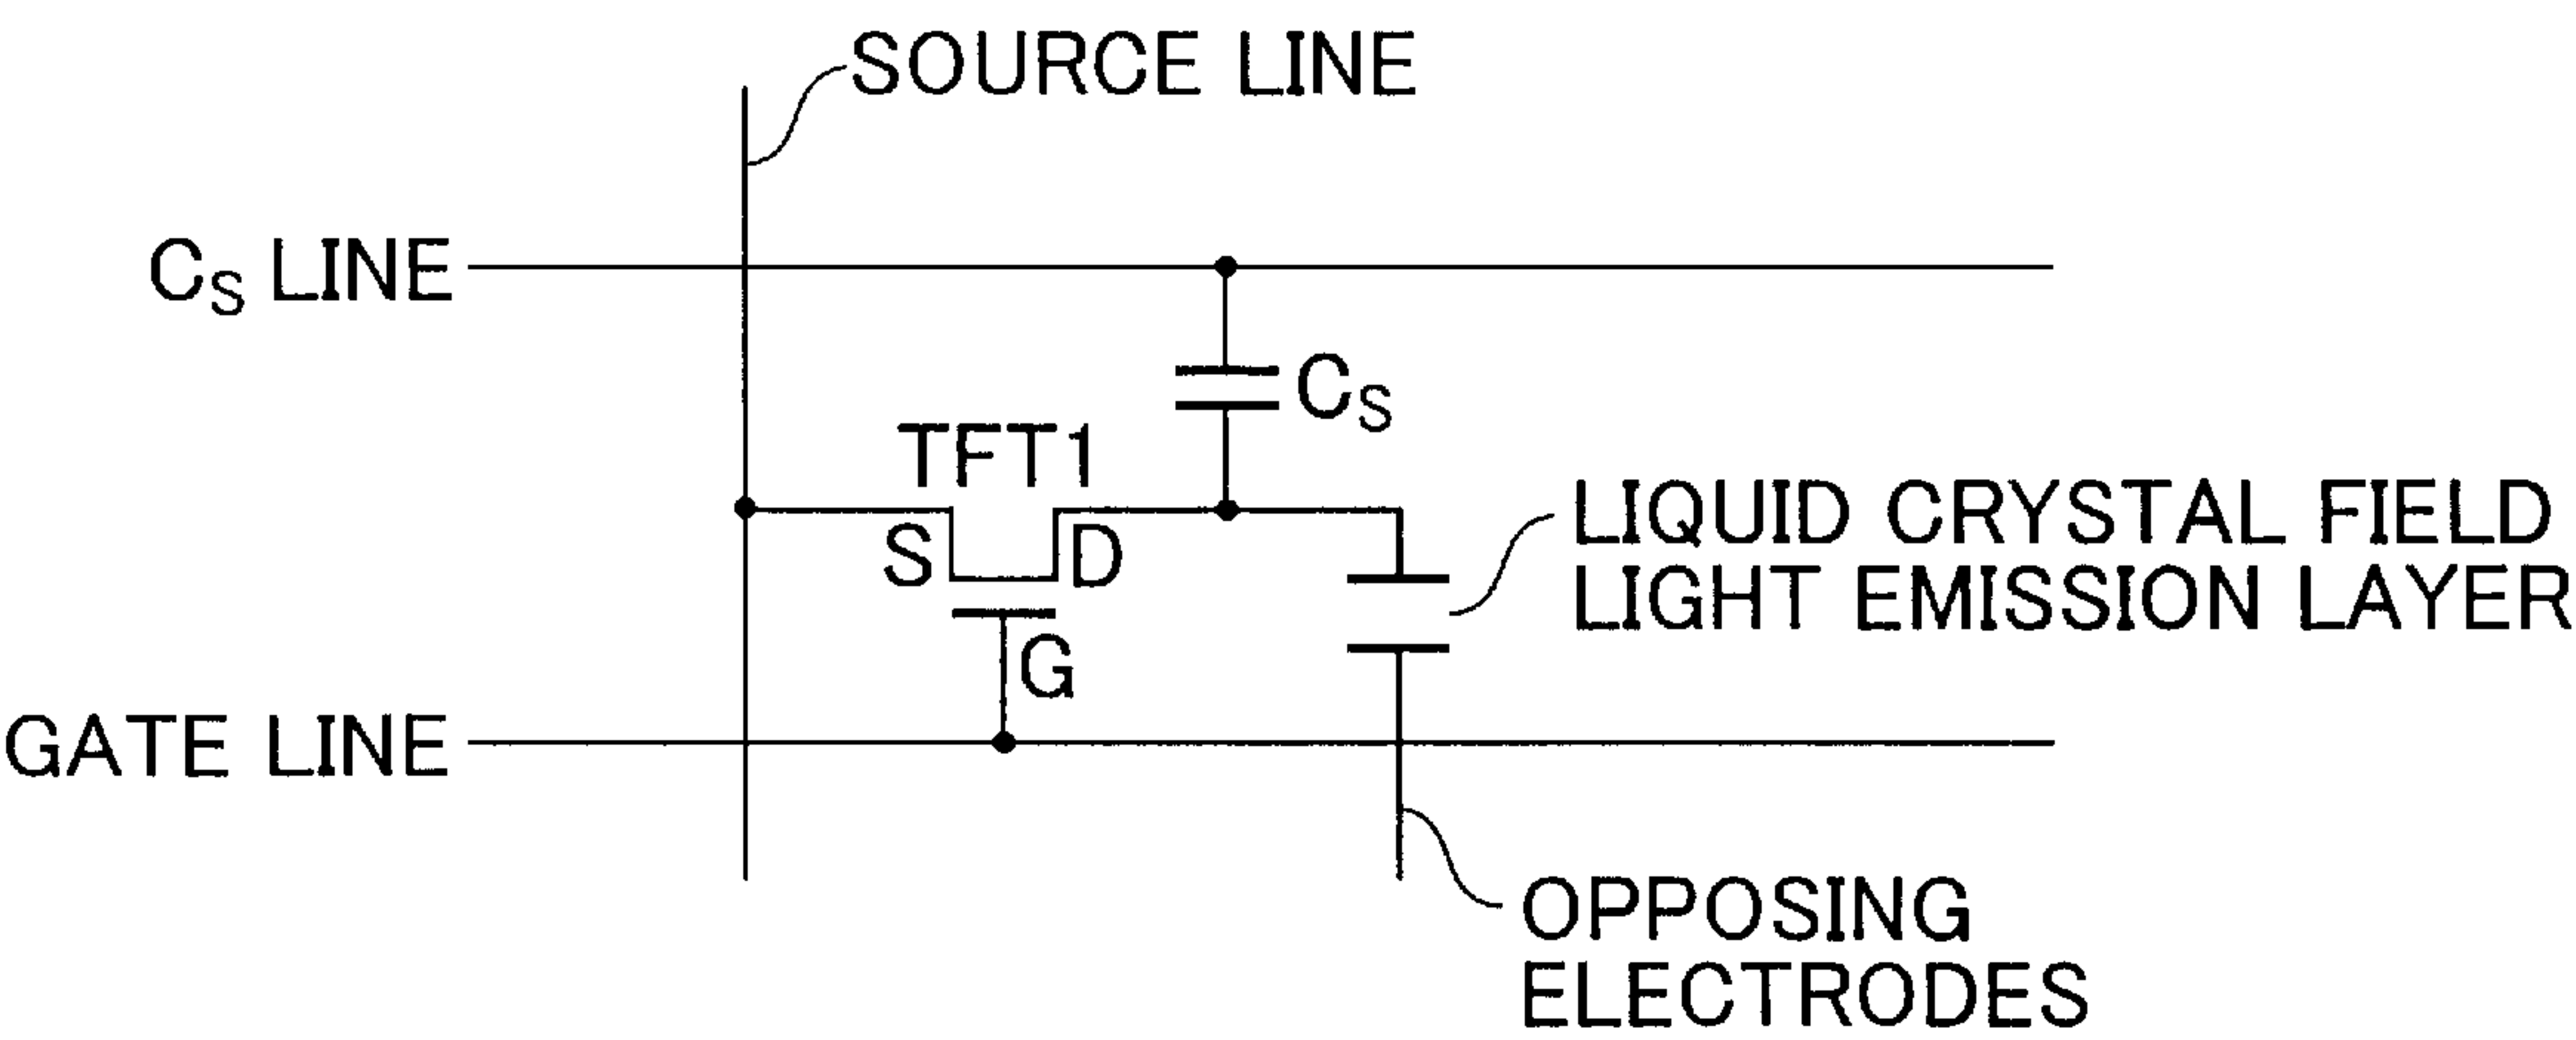 SOURCE LINE
CS LINE
CS
TFT1
S
D
G
LIQUID CRYSTAL FIELD
LIGHT EMISSION LAYER
GATE LINE
OPPOSING
ELECTRODES